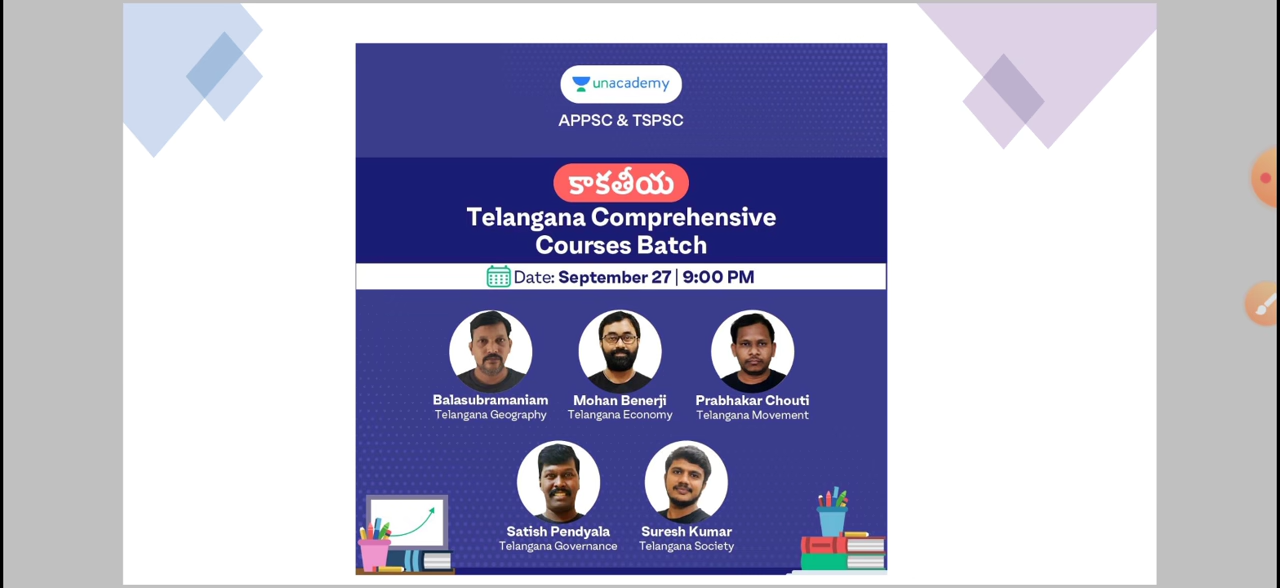 unacademy
APPSC & TSPSC
కాకతీయ
Telangana Comprehensive
Courses Batch
Date: September 27 | 9:00 PM
Balasubramaniam Mohan Benerji Prabhakar Chouti
Telangana Geography Telangana Economy Telangana Movement
Satish Pendyala Suresh Kumar
Telangana Governance Telangana Society